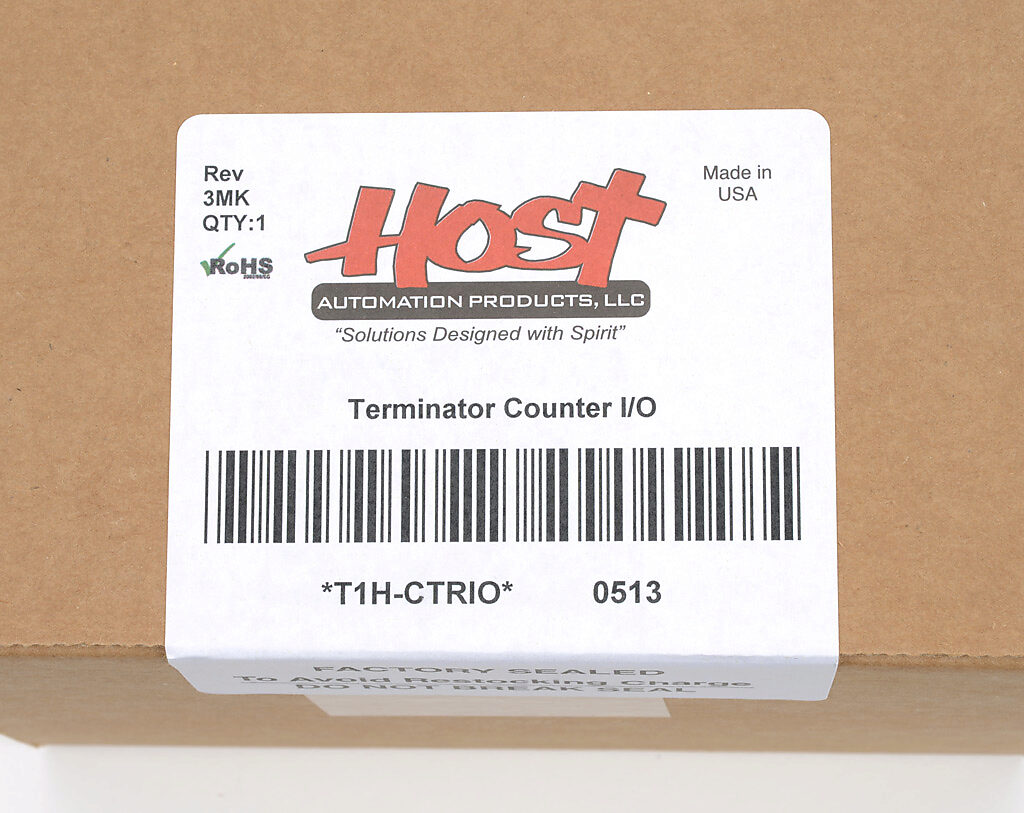 Rev
3MK
QTY:1
RoHS
HOST
AUTOMATION PRODUCTS, LLC
“Solutions Designed with Spirit”
Made in
USA
Terminator Counter I/O
*T1H-CTRIO* 0513
FACTORY SEALED
To Avoid Restocking Charge
DO NOT BREAK SEAL